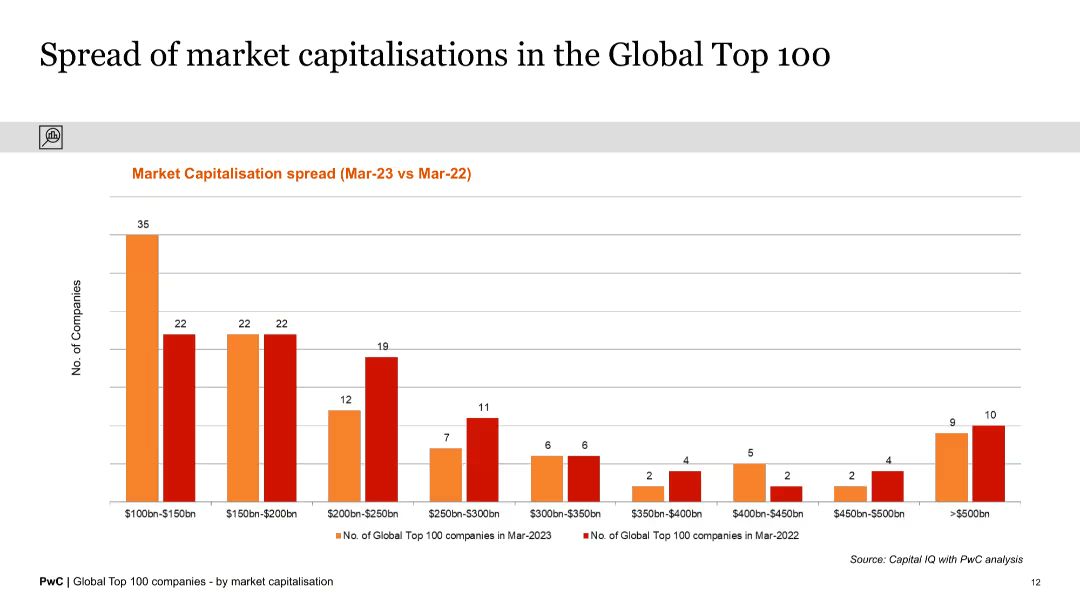 Spread of market capitalisations in the Global Top 100
Market Capitalisation spread (Mar-23 vs Mar-22)
No. of Companies
35
22
22
22
12
19
7
11
6
6
2
4
5
2
2
4
9
10
$100bn-$150bn
$150bn-$200bn
$200bn-$250bn
$250bn-$300bn
$300bn-$350bn
$350bn-$400bn
$400bn-$450bn
$450bn-$500bn
>$500bn
No. of Global Top 100 companies in Mar-2023
No. of Global Top 100 companies in Mar-2022
Source: Capital IQ with PwC analysis
PwC | Global Top 100 companies - by market capitalisation
12